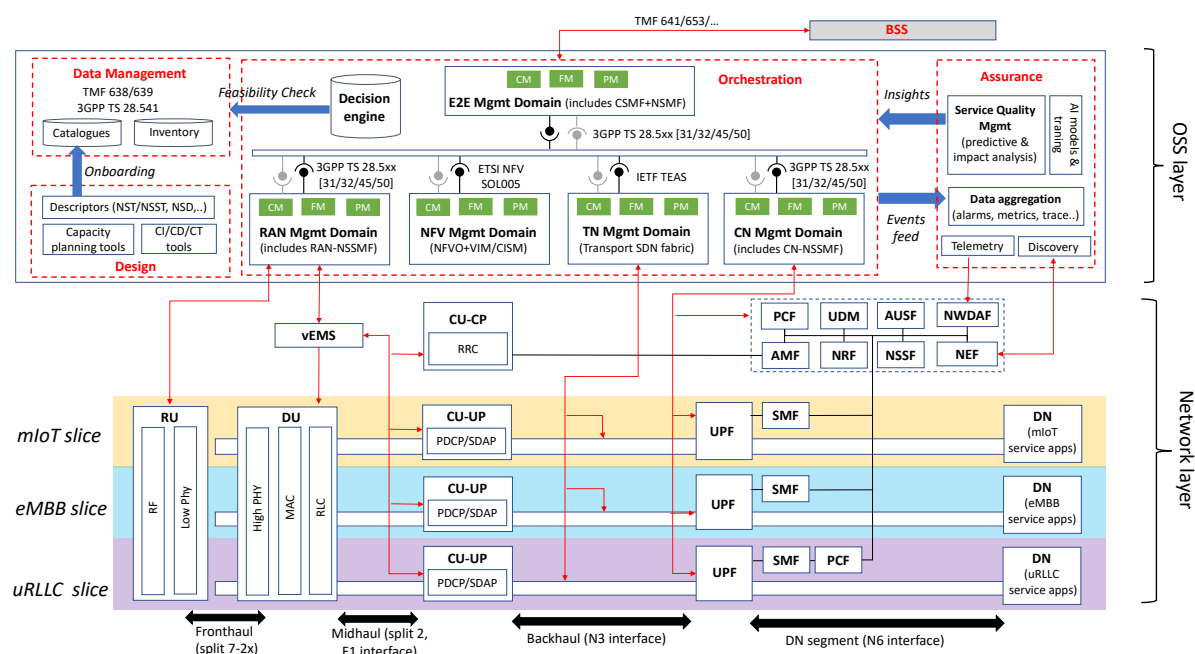 TMF 641/653/...
BSS
Data Management
TMF 638/639
3GPP TS 28.541
Catalogues
Inventory
Onboarding
Descriptors (NST/NSST, NSD,..)
Capacity
planning tools
CI/CD/CT
tools
Design
Feasibility Check
Decision
engine
Orchestration
CM
FM
PM
E2E Mgmt Domain (includes CSMF+NSMF)
3GPP TS 28.5xx [31/32/45/50]
3GPP TS 28.5xx
[31/32/45/50]
ETSI NFV
SOL005
IETF TEAS
3GPP TS 28.5xx
[31/32/45/50]
CM
FM
PM
RAN Mgmt Domain
(includes RAN-NSSMF)
CM
FM
PM
NFV Mgmt Domain
(NFVO+VIM/CISM)
CM
FM
PM
TN Mgmt Domain
(Transport SDN fabric)
CM
FM
PM
CN Mgmt Domain
(includes CN-NSSMF)
Insights
Events
feed
Assurance
Service Quality
Mgmt
(predictive &
impact analysis)
AI models &
traning
Data aggregation
(alarms, metrics, trace..)
Telemetry
Discovery
OSS layer
vEMS
CU-CP
RRC
PCF
UDM
AUSF
NWDAF
AMF
NRF
NSSF
NEF
Network layer
mIoT slice
eMBB slice
uRLLC slice
RU
RF
Low Phy
DU
High PHY
MAC
RLC
CU-UP
PDCP/SDAP
UPF
SMF
DN
(mIoT
service apps)
CU-UP
PDCP/SDAP
UPF
SMF
DN
(eMBB
service apps)
CU-UP
PDCP/SDAP
UPF
SMF
PCF
DN
(uRLLC
service apps)
Fronthaul
(split 7-2x)
Midhaul (split 2,
F1 interface)
Backhaul (N3 interface)
DN segment (N6 interface)